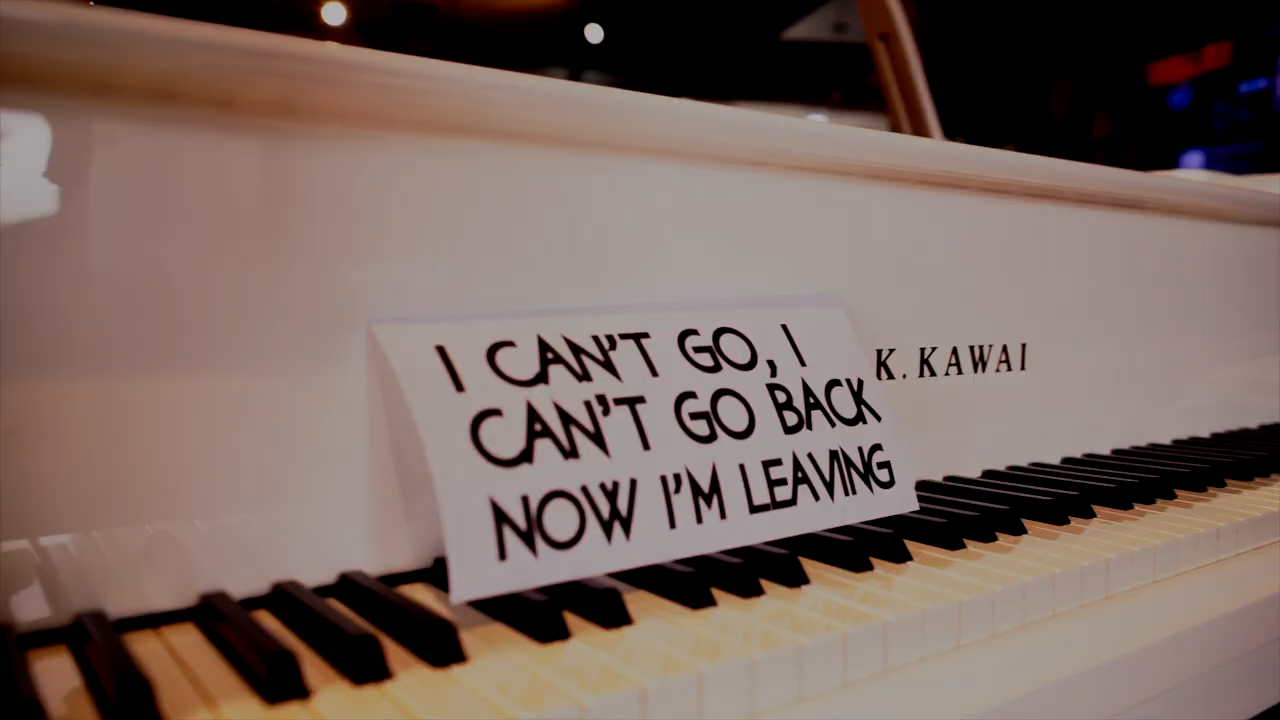 I CAN'T GO, I
CAN'T GO BACK
NOW I'M LEAVING
K. KAWAI